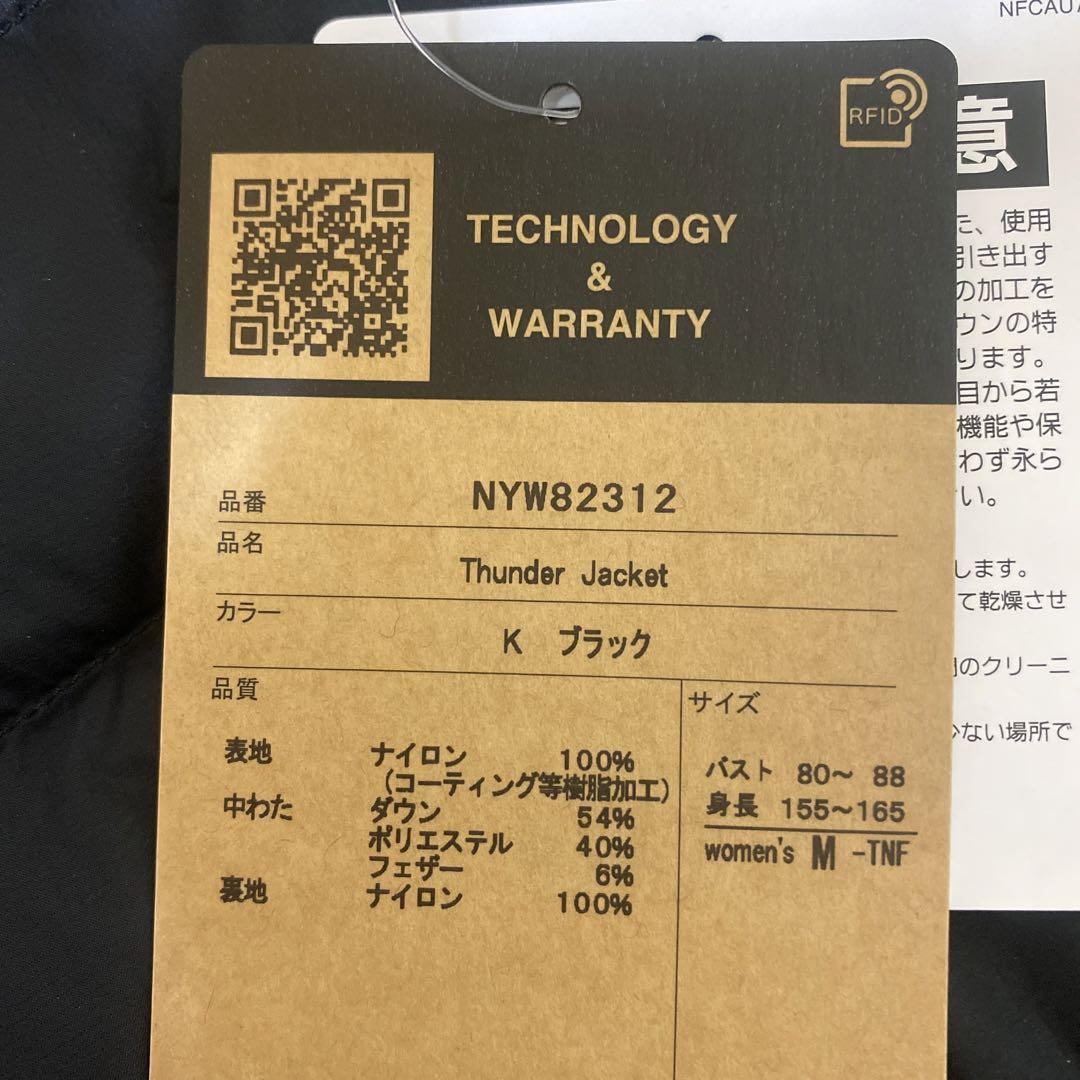 NFCAU
RFID
TECHNOLOGY
&
WARRANTY
品番 NYW82312
品名
Thunder Jacket
カラー
K ブラック
品質
サイズ
表地 ナイロン 100%
(コーティング等樹脂加工)
中わた ダウン 54%
ポリエステル 40%
フェザー 6%
裏地 ナイロン 100%
バスト 80～ 88
身長 155～165
women's M -TNF
意
た、使用
引き出す
の加工を
ウンの特
ります。
目から若
機能や保
わず永ら
い。
します。
て乾燥させ
のクリーニ
ない場所で